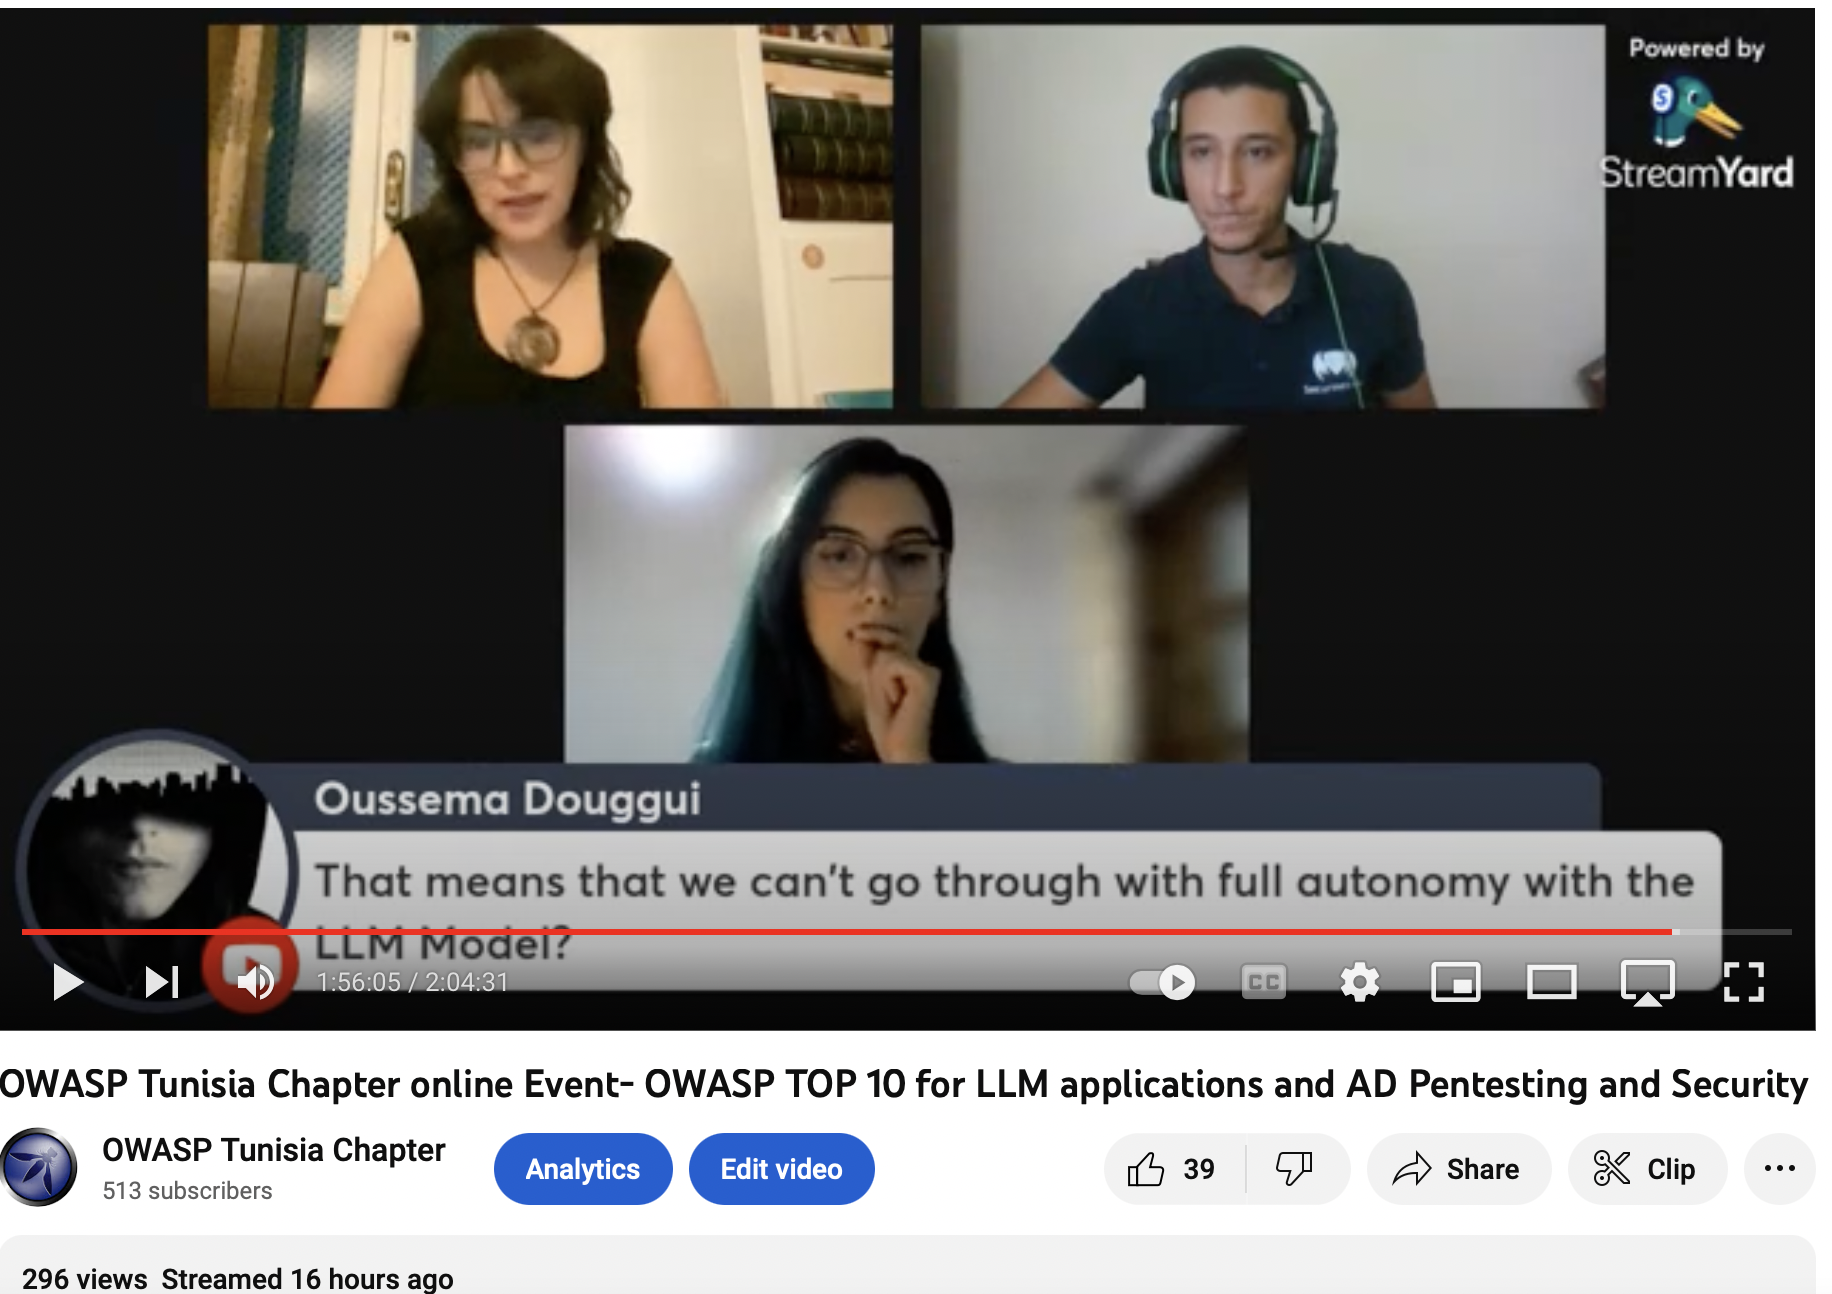 Powered by
StreamYard
Oussema Douggui
That means that we can't go through with full autonomy with the
LLM Model?
1:56:05 / 2:04:31
CC
OWASP Tunisia Chapter online Event- OWASP TOP 10 for LLM applications and AD Pentesting and Security
OWASP Tunisia Chapter
513 subscribers
Analytics
Edit video
39
Share
Clip
296 views Streamed 16 hours ago